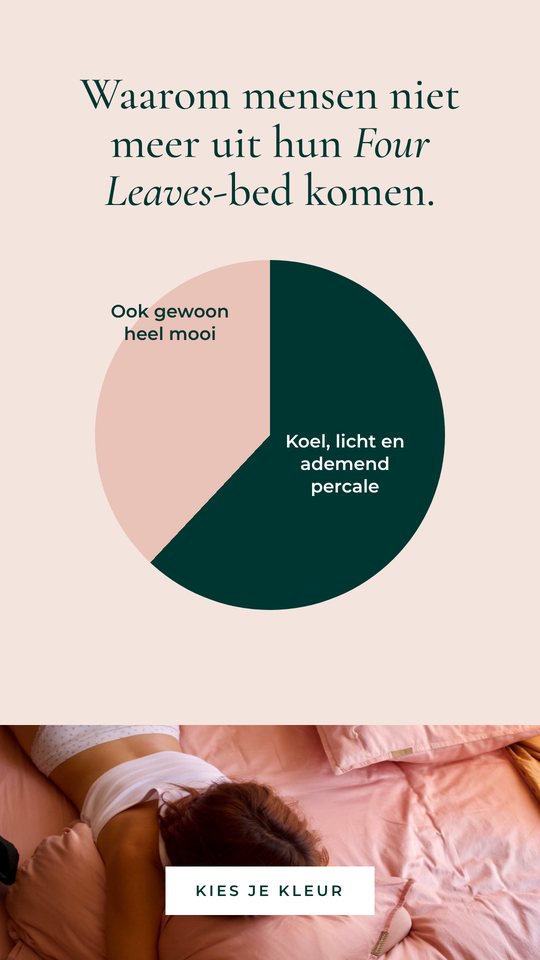 Waarom mensen niet
meer uit hun Four
Leaves-bed komen.
Ook gewoon
heel mooi
Koel, licht en
ademend
percale
KIES JE KLEUR